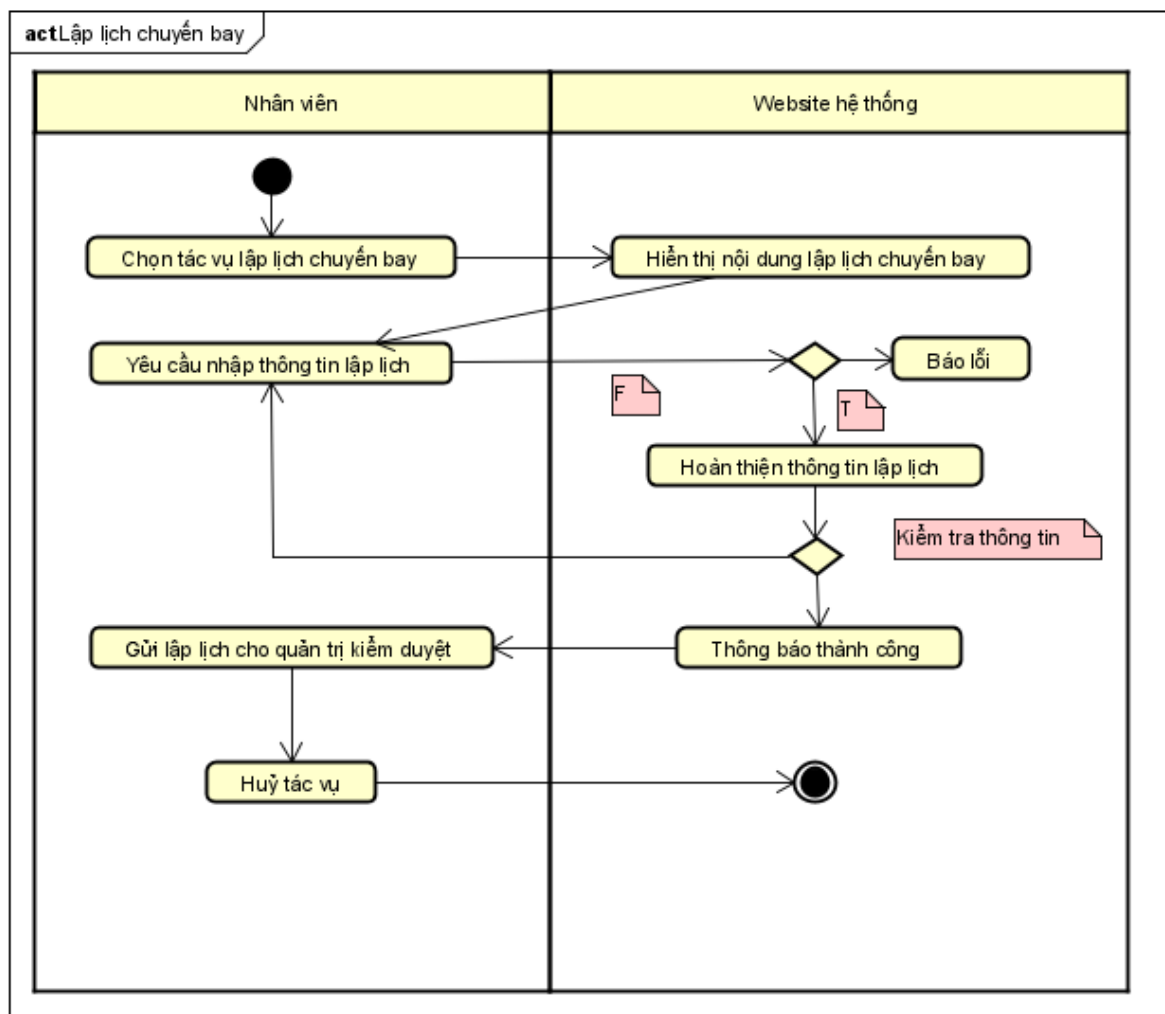 actLập lịch chuyến bay
Nhân viên
Website hệ thống
Chọn tác vụ lập lịch chuyến bay
Hiển thị nội dung lập lịch chuyến bay
Yêu cầu nhập thông tin lập lịch
Báo lỗi
F
T
Hoàn thiện thông tin lập lịch
Kiểm tra thông tin
Gửi lập lịch cho quản trị kiểm duyệt
Thông báo thành công
Huỷ tác vụ